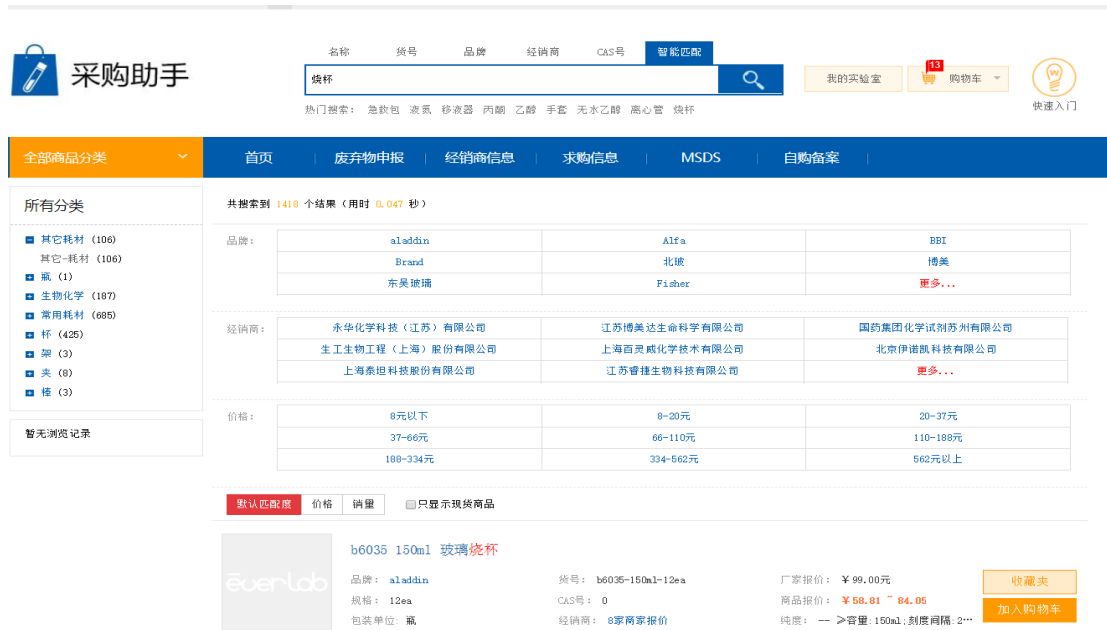 名称 货号 品牌 经销商 CAS号 智能匹配
采购助手
烧杯
我的实验室
13
购物车
快速入门
热门搜索: 急救包 液氮 移液器 丙酮 乙醇 手套 无水乙醇 离心管 烧杯
全部商品分类 首页 废弃物申报 经销商信息 求购信息 MSDS 自购备案
所有分类
其它耗材 (106)
其它-耗材 (106)
瓶 (1)
生物化学 (187)
常用耗材 (685)
杯 (425)
架 (3)
夹 (8)
棒 (3)
暂无浏览记录
共搜索到 1418 个结果 (用时 0.047 秒)
品牌: aladdin Alfa BBI
Brand 北玻 博美
东吴玻璃 Fisher 更多...
经销商: 永华化学科技(江苏)有限公司 江苏博美达生命科学有限公司 国药集团化学试剂苏州有限公司
生工生物工程(上海)股份有限公司 上海百灵威化学技术有限公司 北京伊诺凯科技有限公司
上海泰坦科技股份有限公司 江苏睿捷生物科技有限公司 更多...
价格: 8元以下 8-20元 20-37元
37-66元 66-110元 110-188元
188-334元 334-562元 562元以上
默认匹配度 价格 销量 只显示现货商品
everlab
b6035 150ml 玻璃烧杯
品牌: aladdin 货号: b6035-150ml-12ea 厂家报价: ¥99.00元 收藏夹
规格: 12ea CAS号: 0 商品报价: ¥58.81 ~ 84.05 加入购物车
包装单位: 瓶 经销商: 8家商家报价 纯度: -- ≥容量:150ml;刻度间隔:2…